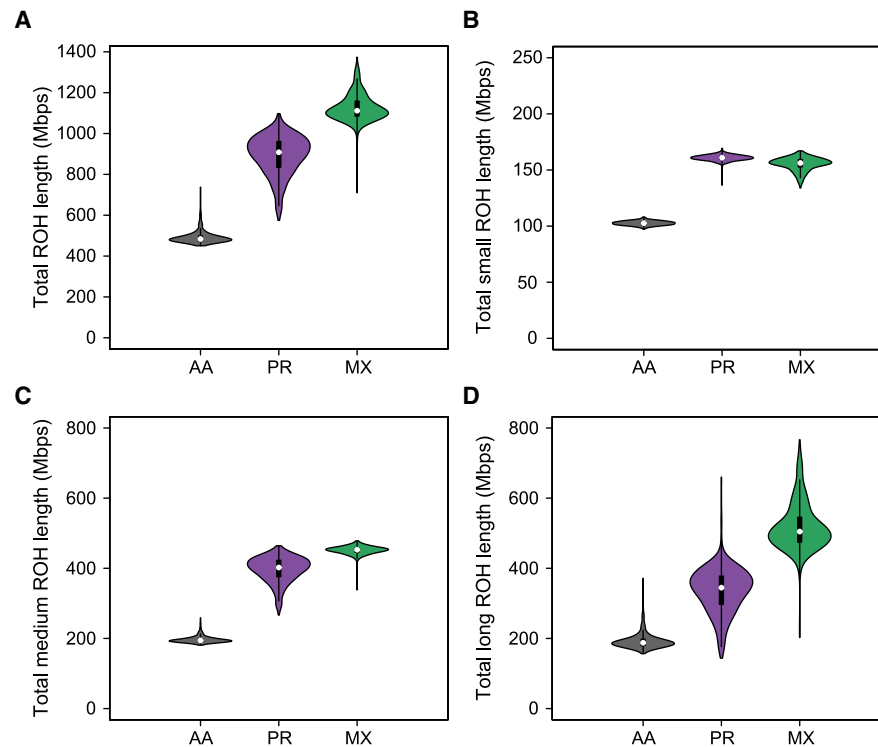 A
Total ROH length (Mbps)
1400
1200
1000
800
600
400
200
0
AA PR MX
B
Total small ROH length (Mbps)
250
200
150
100
50
0
AA PR MX
C
Total medium ROH length (Mbps)
800
600
400
200
0
AA PR MX
D
Total long ROH length (Mbps)
800
600
400
200
0
AA PR MX